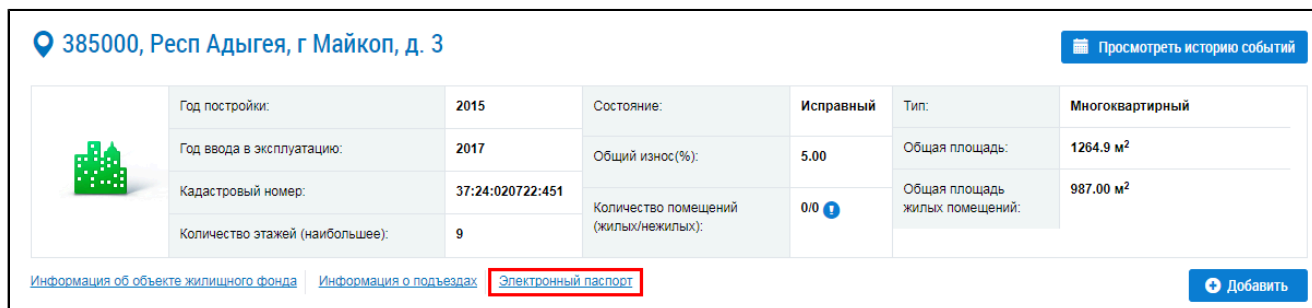 385000, Респ Адыгея, г Майкоп, д. 3
Просмотреть историю событий
Год постройки: 2015
Год ввода в эксплуатацию: 2017
Кадастровый номер: 37:24:020722:451
Количество этажей (наибольшее): 9
Состояние: Исправный
Общий износ(%): 5.00
Количество помещений
(жилых/нежилых): 0/0
Тип: Многоквартирный
Общая площадь: 1264.9 м²
Общая площадь
жилых помещений: 987.00 м²
Информация об объекте жилищного фонда Информация о подъездах Электронный паспорт
Добавить